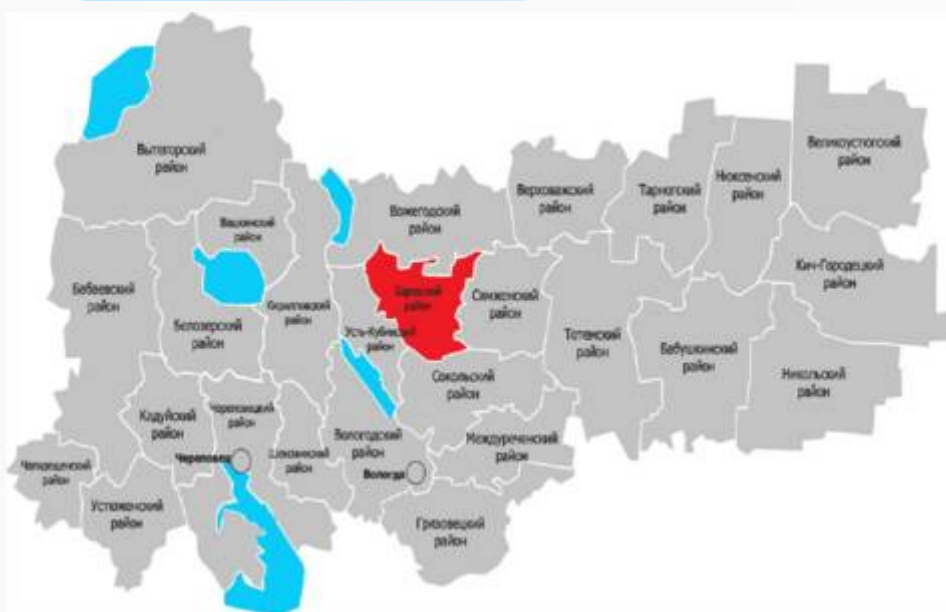 Вытегорский
район
Великоустюгский
район
Нюксенский
район
Верховажский
район
Тарногский
район
Вожегодский
район
Вашкинский
район
Кич-Городецкий
район
Бабаевский
район
Харовский
район
Сямженский
район
Кирилловский
район
Белозерский
район
Усть-Кубинский
район
Тотемский
район
Бабушкинский
район
Никольский
район
Сокольский
район
Кадуйский
район
Череповецкий
район
Вологодский
район
Междуреченский
район
Шекснинский
район
Череповец
Вологда
район
Устюженский
район
Грязовецкий
район